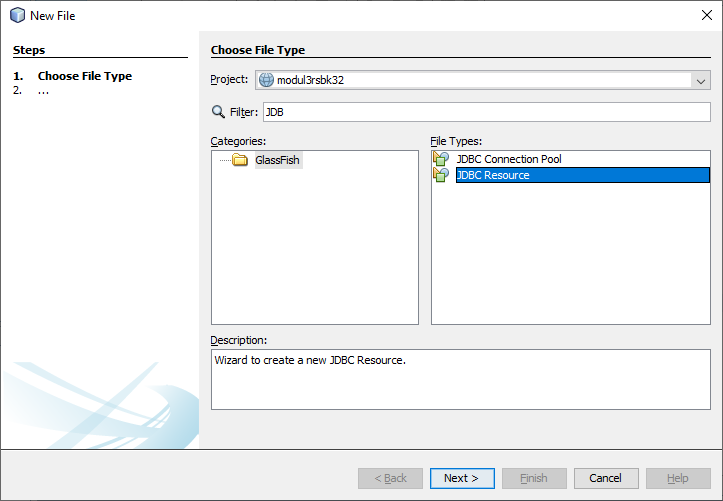 New File
Steps
1. Choose File Type
2. ...
Choose File Type
Project: modul3rsbk32
Filter: JDB
Categories:
GlassFish
File Types:
JDBC Connection Pool
JDBC Resource
Description:
Wizard to create a new JDBC Resource.
< Back Next > Finish Cancel Help